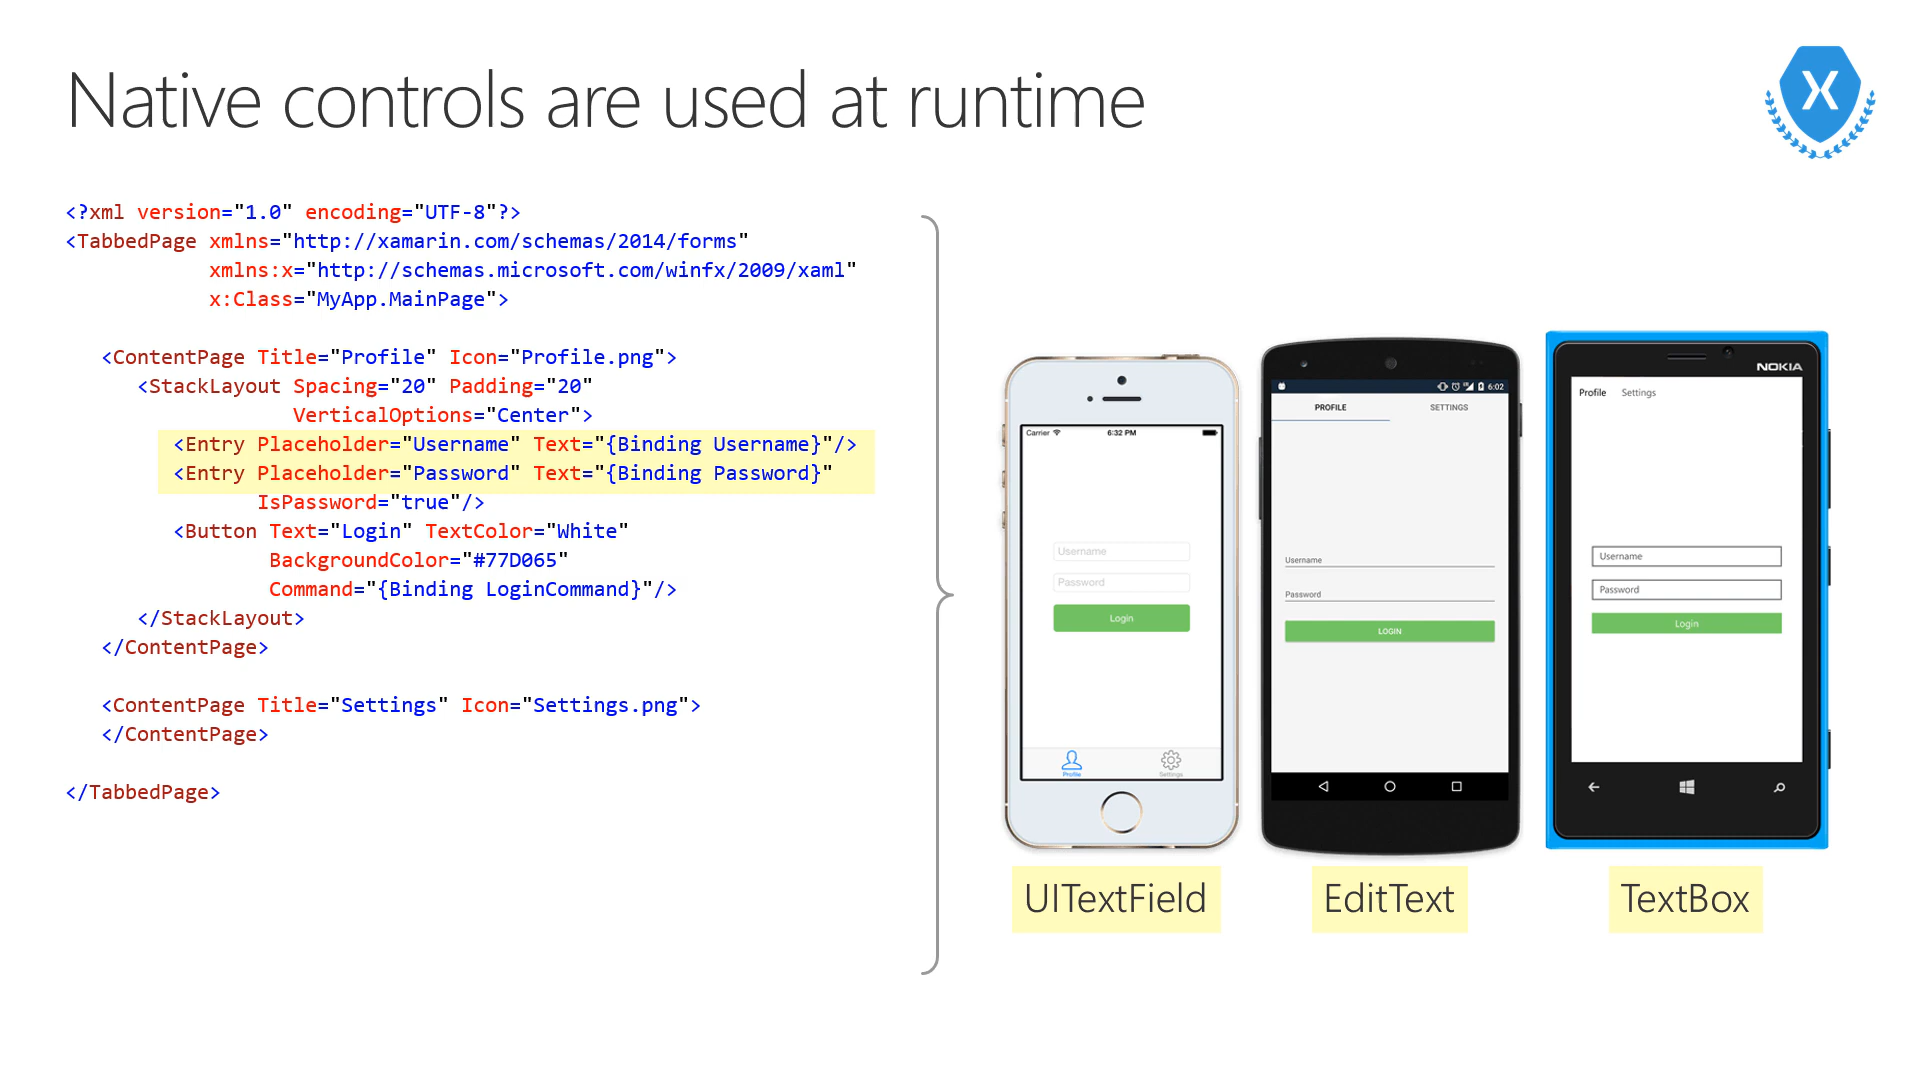 Native controls are used at runtime
X
<?xml version="1.0" encoding="UTF-8"?>
<TabbedPage xmlns="http://xamarin.com/schemas/2014/forms"
xmlns:x="http://schemas.microsoft.com/winfx/2009/xaml"
x:Class="MyApp.MainPage">
<ContentPage Title="Profile" Icon="Profile.png">
<StackLayout Spacing="20" Padding="20"
VerticalOptions="Center">
<Entry Placeholder="Username" Text="{Binding Username}"/>
<Entry Placeholder="Password" Text="{Binding Password}"
IsPassword="true"/>
<Button Text="Login" TextColor="White"
BackgroundColor="#77D065"
Command="{Binding LoginCommand}"/>
</StackLayout>
</ContentPage>
<ContentPage Title="Settings" Icon="Settings.png">
</ContentPage>
</TabbedPage>
Carrier 6:32 PM
Username
Password
Login
Profile Settings
UITextField
6:02
PROFILE SETTINGS
Username
Password
LOGIN
EditText
NOKIA
Profile Settings
Username
Password
Login
TextBox